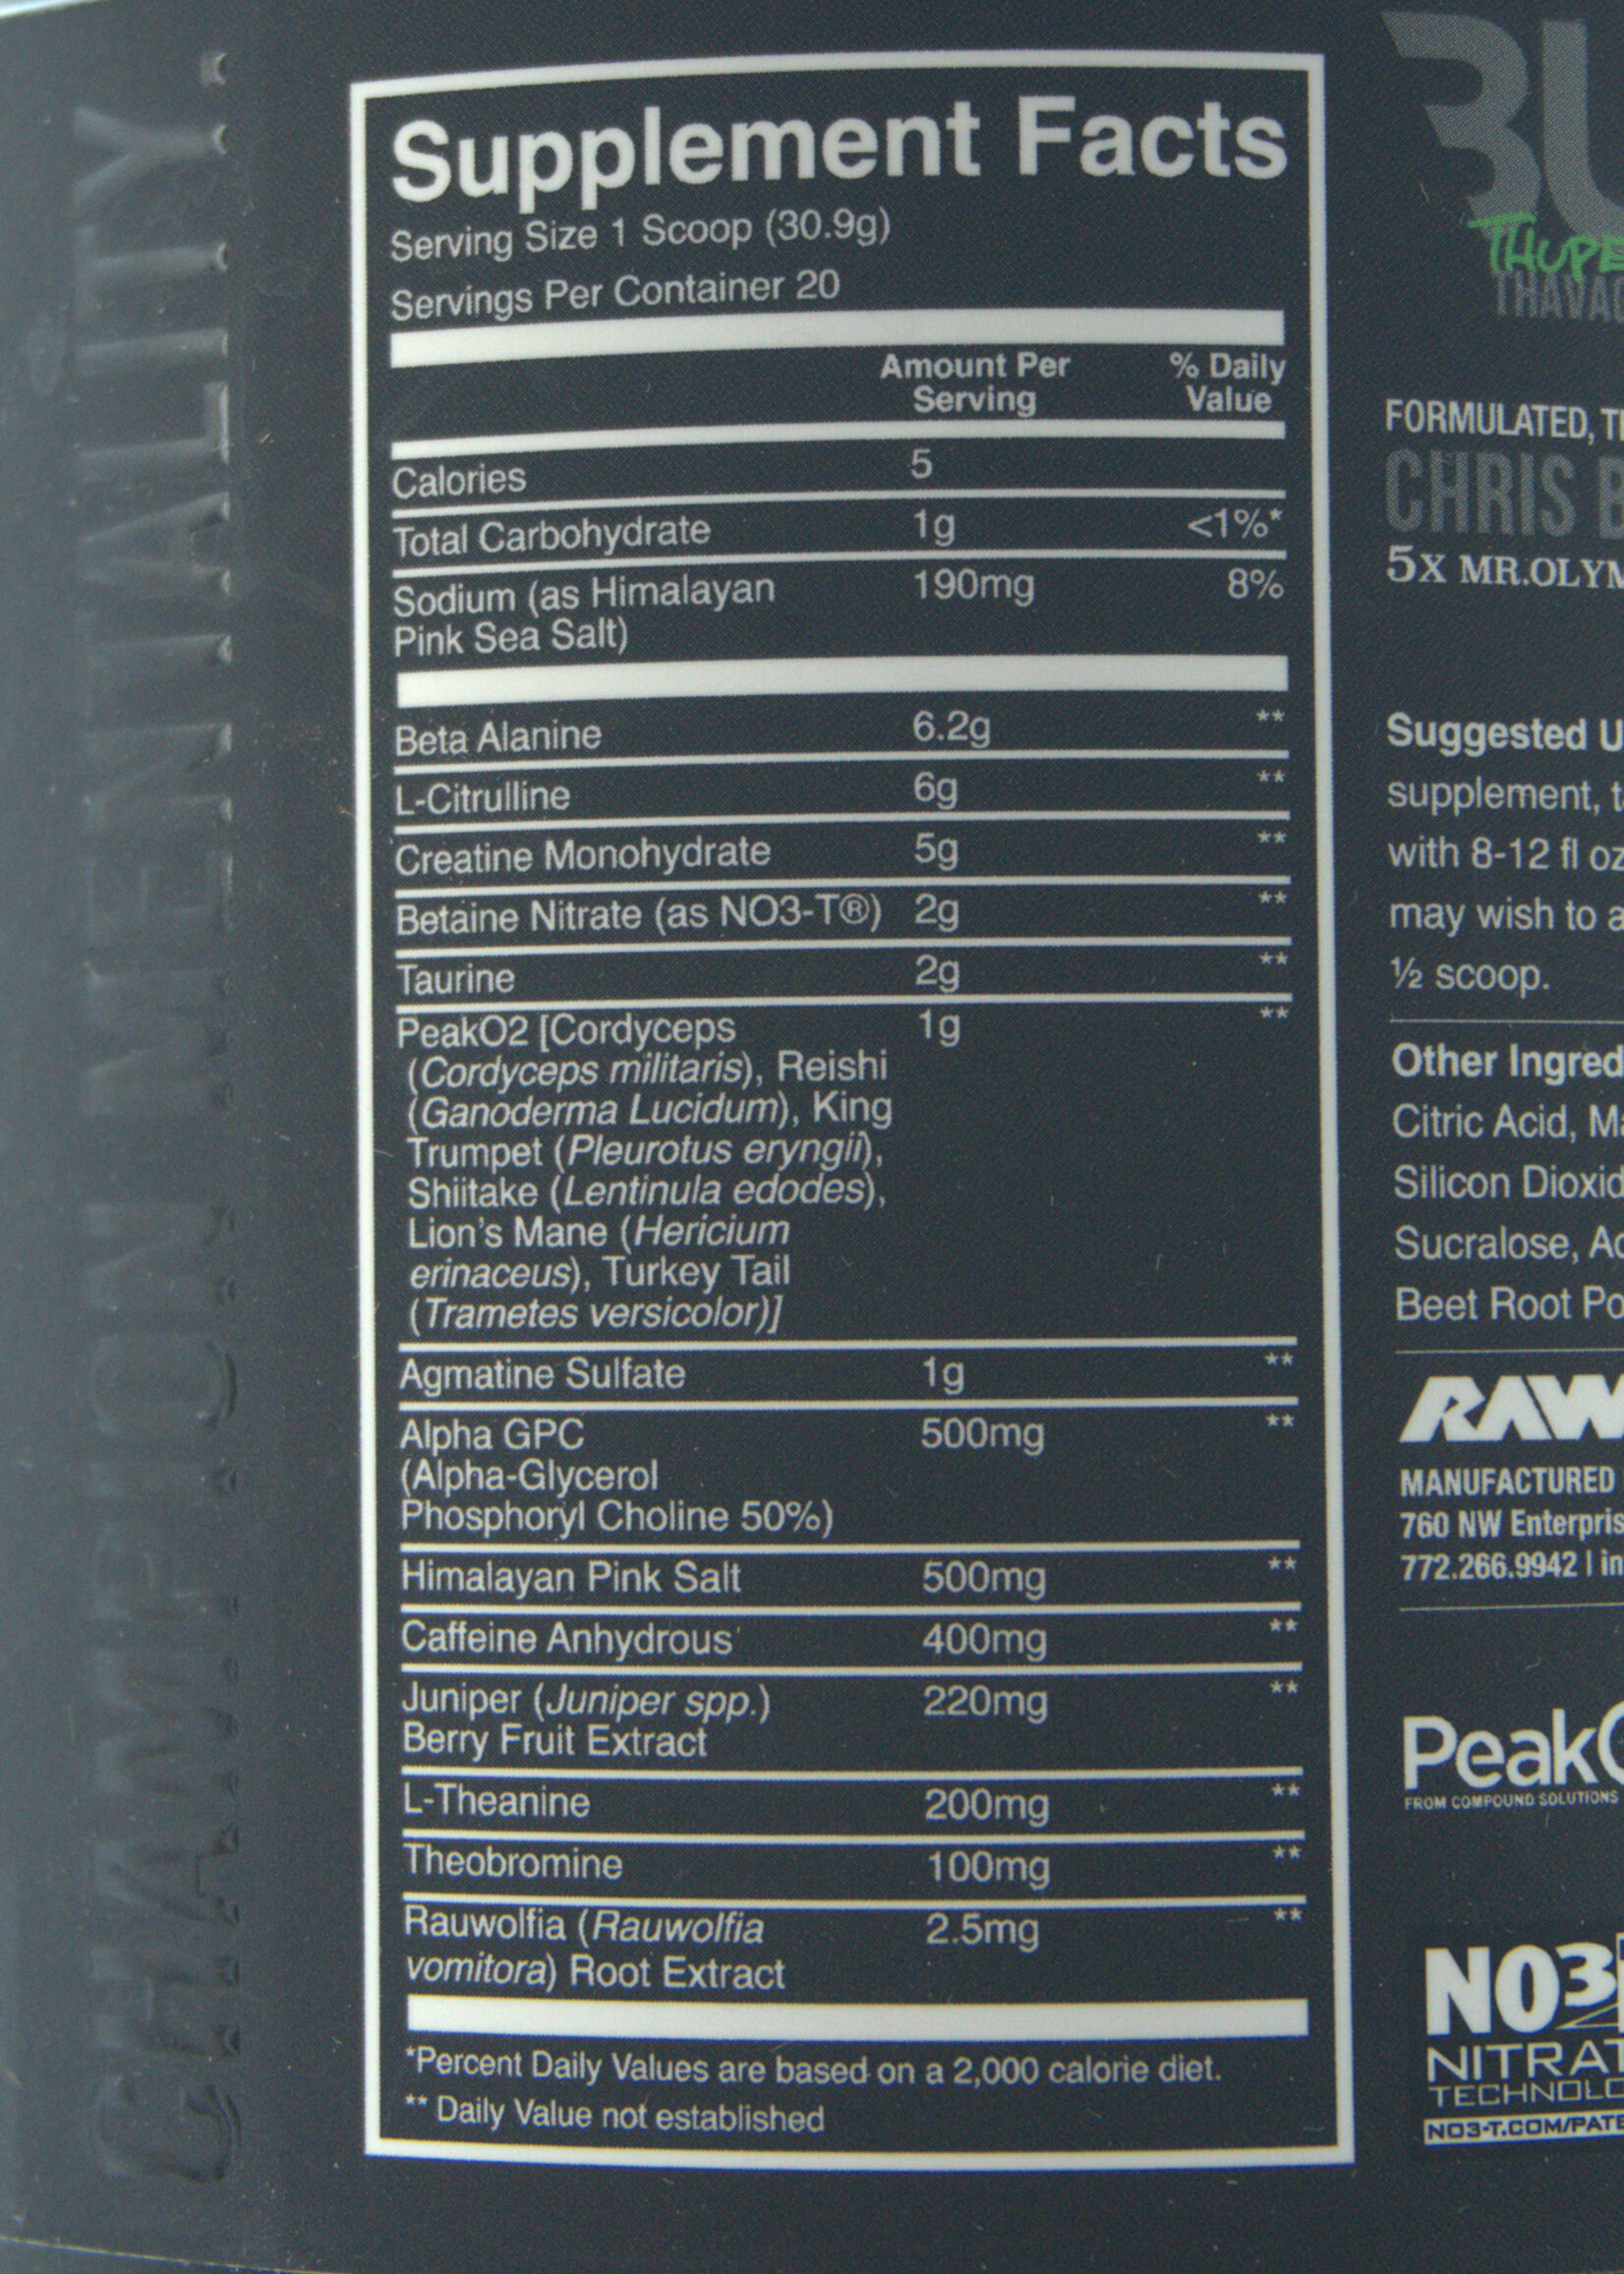 CHAMPION MENTALITY.
Supplement Facts
Serving Size 1 Scoop (30.9g)
Servings Per Container 20
Amount Per Serving
% Daily Value
Calories 5
Total Carbohydrate 1g <1%*
Sodium (as Himalayan 190mg 8%
Pink Sea Salt)
Beta Alanine 6.2g **
L-Citrulline 6g **
Creatine Monohydrate 5g **
Betaine Nitrate (as NO3-T®) 2g **
Taurine 2g **
PeakO2 [Cordyceps 1g **
(Cordyceps militaris), Reishi
(Ganoderma Lucidum), King
Trumpet (Pleurotus eryngii),
Shiitake (Lentinula edodes),
Lion's Mane (Hericium
erinaceus), Turkey Tail
(Trametes versicolor)]
Agmatine Sulfate 1g **
Alpha GPC 500mg **
(Alpha-Glycerol
Phosphoryl Choline 50%)
Himalayan Pink Salt 500mg **
Caffeine Anhydrous 400mg **
Juniper (Juniper spp.) 220mg **
Berry Fruit Extract
L-Theanine 200mg **
Theobromine 100mg **
Rauwolfia (Rauwolfia 2.5mg **
vomitora) Root Extract
*Percent Daily Values are based on a 2,000 calorie diet.
** Daily Value not established
FORMULATED,
CHRIS
5X MR.OLYM
Suggested
supplement,
with 8-12 fl oz
may wish to
½ scoop.
Other Ingred
Citric Acid,
Silicon Dioxid
Sucralose,
Beet Root
RAW
MANUFACTURED
760 NW Enterpris
772.266.9942 |
Peak
FROM COMPOUND SOLUTIONS
NO3
NITRAT
TECHNOLO
NO3-T.COM/PATE